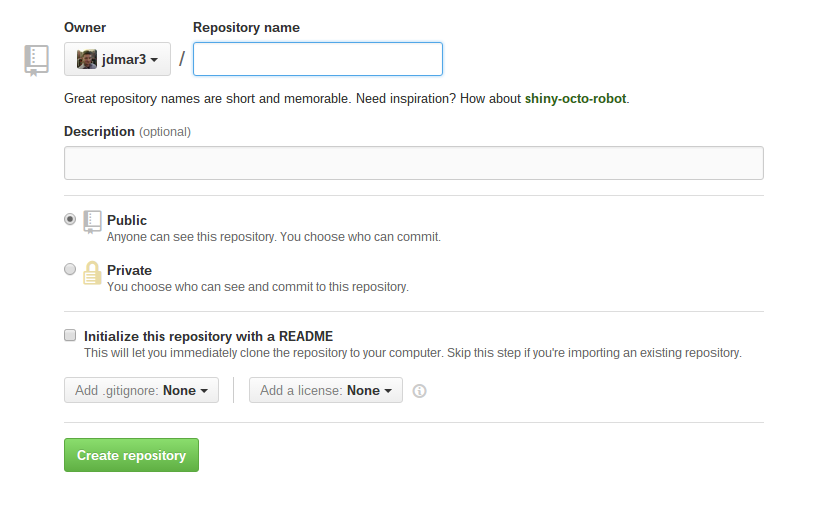 Owner Repository name
jdmar3 /
Great repository names are short and memorable. Need inspiration? How about shiny-octo-robot.
Description (optional)
Public
Anyone can see this repository. You choose who can commit.
Private
You choose who can see and commit to this repository.
Initialize this repository with a README
This will let you immediately clone the repository to your computer. Skip this step if you're importing an existing repository.
Add .gitignore: None Add a license: None
Create repository